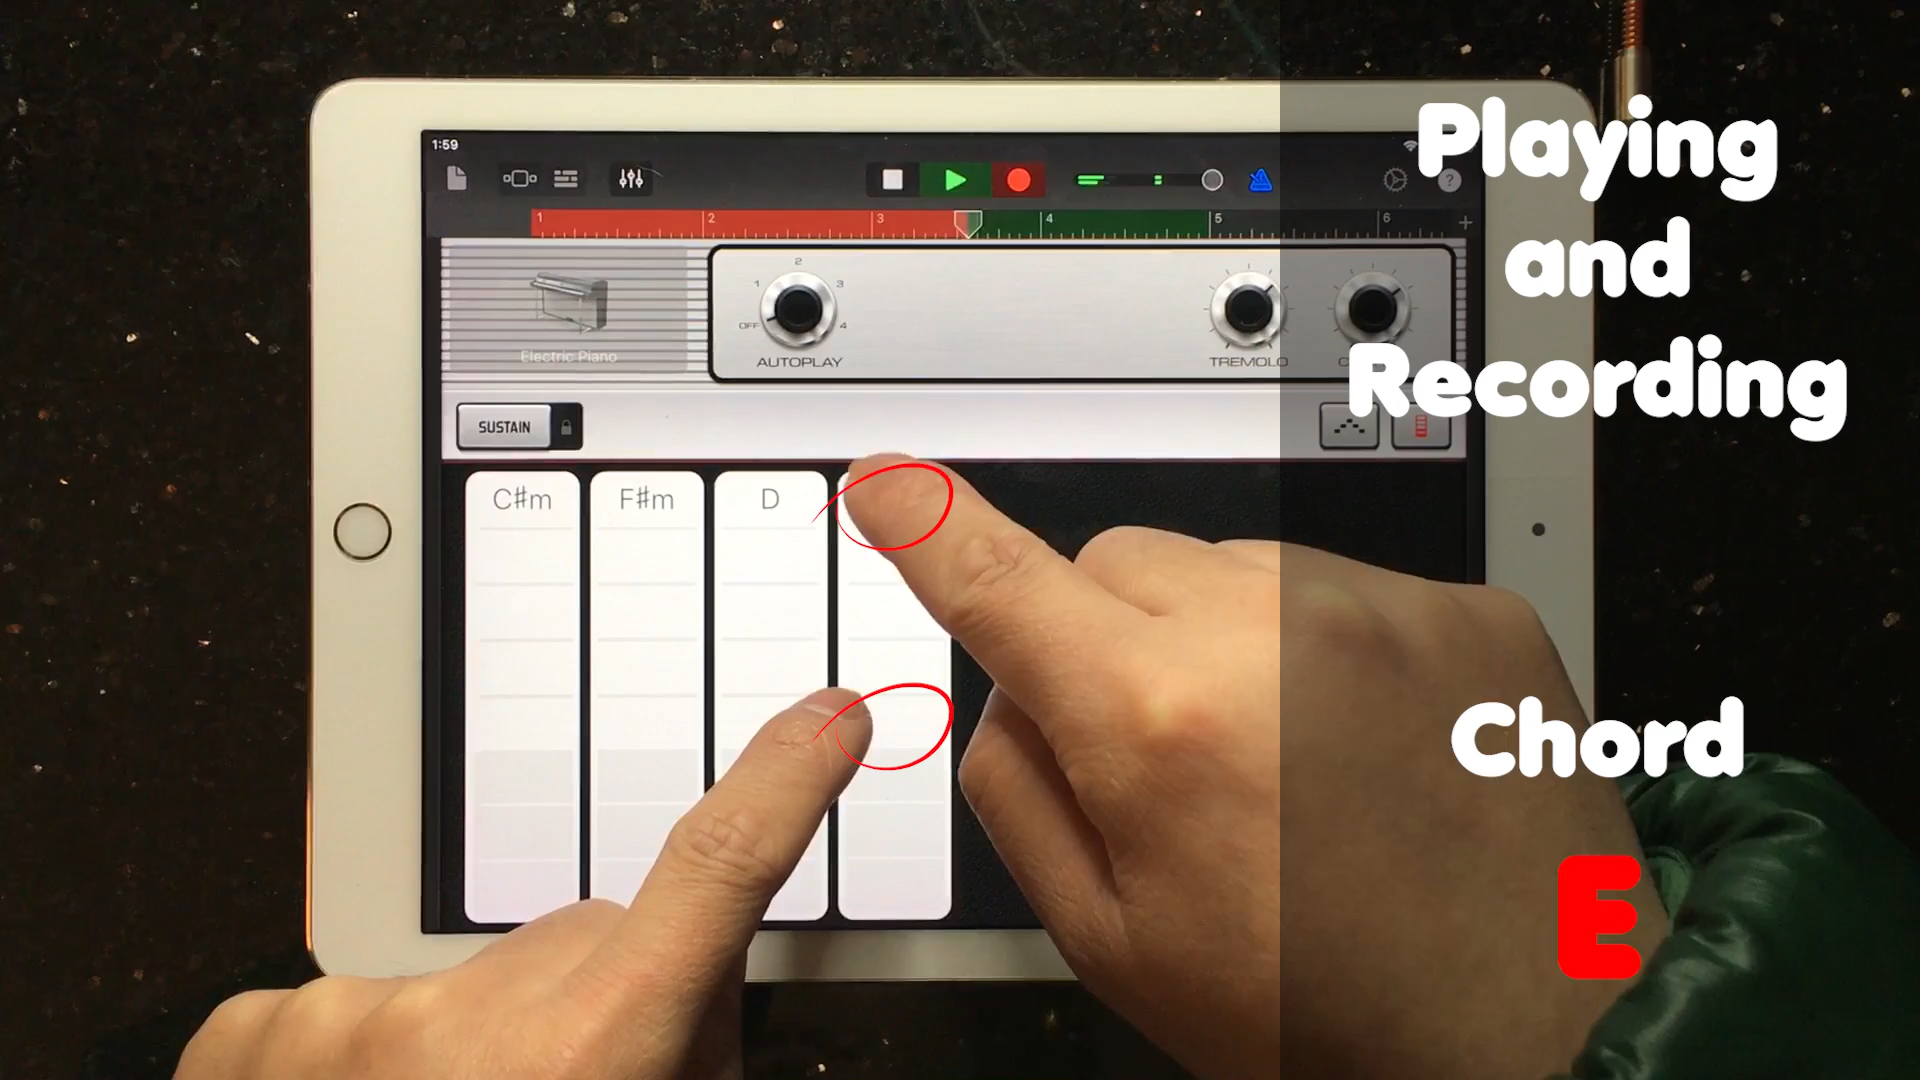 1:59
?
1 2 3 4 5 6 +
Electric Piano
OFF 1 2 3 4
AUTOPLAY
TREMOLO
SUSTAIN
C#m
F#m
D
Playing
and
Recording
Chord
E